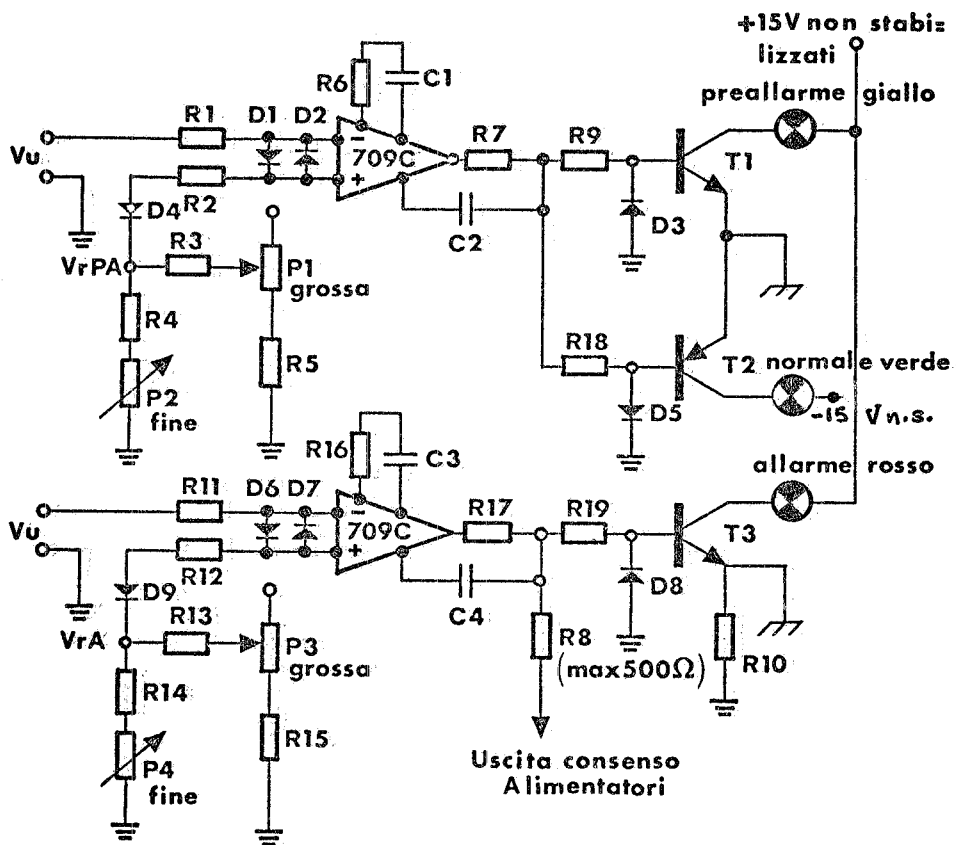 +15V non stabiz
lizzati
preallarme giallo
R6
C1
R1
D1
D2
−
709C
+
R7
R9
T1
Vu
R2
D4
C2
D3
VrPA
R3
P1
grossa
R4
R5
R18
T2
normale verde
P2
fine
D5
-15 Vn.s.
R16
C3
allarme rosso
R11
D6
D7
−
709C
+
R17
R19
T3
Vu
R12
D9
C4
D8
VrA
R13
P3
grossa
R8
(max500Ω)
R10
R14
R15
P4
fine
Uscita consenso
Alimentatori